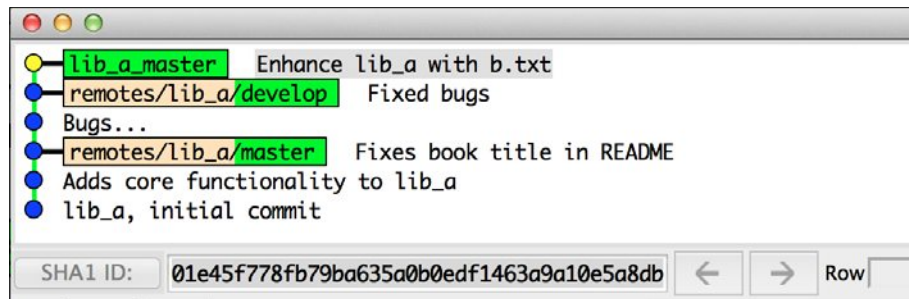 lib_a_master Enhance lib_a with b.txt
remotes/lib_a/develop Fixed bugs
Bugs...
remotes/lib_a/master Fixes book title in README
Adds core functionality to lib_a
lib_a, initial commit
SHA1 ID: 01e45f778fb79ba635a0b0edf1463a9a10e5a8db ← → Row